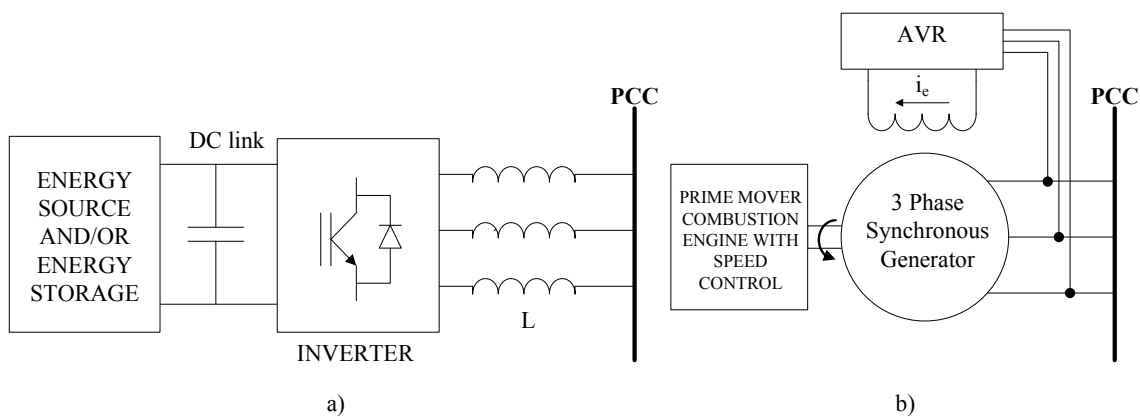 DC link
ENERGY
SOURCE
AND/OR
ENERGY
STORAGE
INVERTER
L
PCC
a)
AVR
iₑ
PCC
PRIME MOVER
COMBUSTION
ENGINE WITH
SPEED
CONTROL
3 Phase
Synchronous
Generator
b)